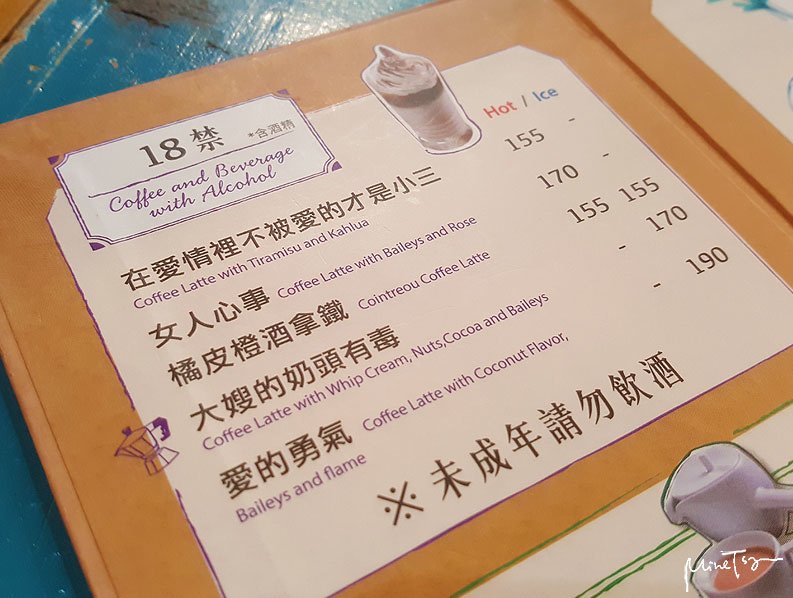 18禁 *含酒精
Coffee and Beverage
with Alcohol
Hot / Ice
在愛情裡不被愛的才是小三 155 -
Coffee Latte with Tiramisu and Kahlua
女人心事 Coffee Latte with Baileys and Rose 170 -
橘皮橙酒拿鐵 Cointreou Coffee Latte 155 155
大嫂的奶頭有毒 - 170
Coffee Latte with Whip Cream, Nuts,Cocoa and Baileys
愛的勇氣 Coffee Latte with Coconut Flavor, - 190
Baileys and flame
※未成年請勿飲酒